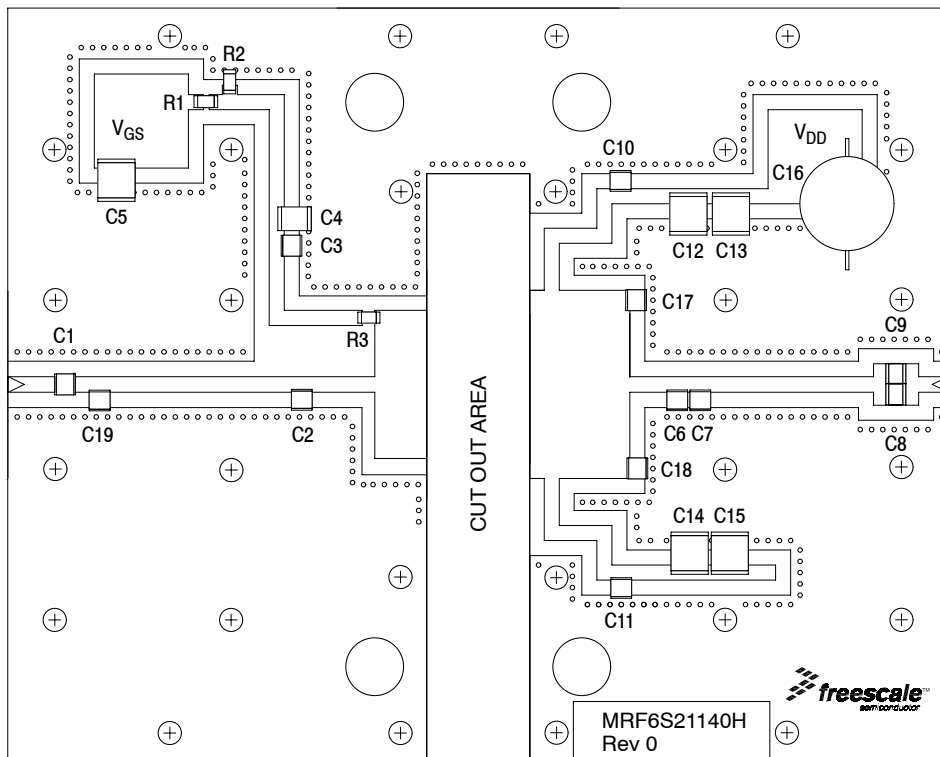 R2
R1
VGS
C5
C4
C3
R3
C1
C19
C2
CUT OUT AREA
C10
VDD
C16
C12
C13
C17
C9
C6
C7
C8
C18
C14
C15
C11
freescale™
semiconductor
MRF6S21140H
Rev 0